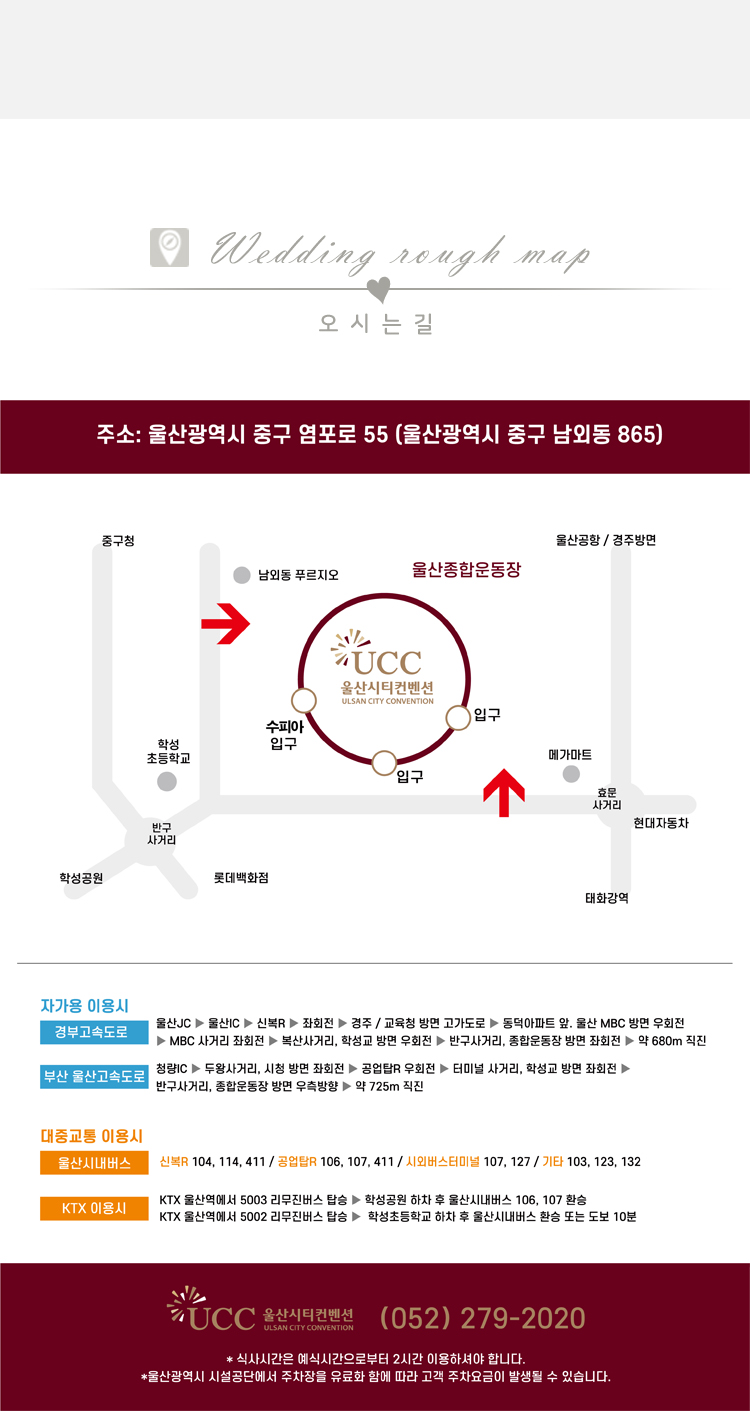 Wedding rough map
오 시 는 길
주소: 울산광역시 중구 염포로 55 (울산광역시 중구 남외동 865)
중구청
울산공항 / 경주방면
남외동 푸르지오
울산종합운동장
UCC
울산시티컨벤션
ULSAN CITY CONVENTION
수피아
입구
입구
입구
학성
초등학교
메가마트
효문
사거리
현대자동차
반구
사거리
학성공원
롯데백화점
태화강역
자가용 이용시
경부고속도로
울산JC ▶ 울산IC ▶ 신복R ▶ 좌회전 ▶ 경주 / 교육청 방면 고가도로 ▶ 동덕아파트 앞. 울산 MBC 방면 우회전
▶ MBC 사거리 좌회전 ▶ 복산사거리, 학성교 방면 우회전 ▶ 반구사거리, 종합운동장 방면 좌회전 ▶ 약 680m 직진
부산 울산고속도로
청량IC ▶ 두왕사거리, 시청 방면 좌회전 ▶ 공업탑R 우회전 ▶ 터미널 사거리, 학성교 방면 좌회전 ▶
반구사거리, 종합운동장 방면 우측방향 ▶ 약 725m 직진
대중교통 이용시
울산시내버스
신복R 104, 114, 411 / 공업탑R 106, 107, 411 / 시외버스터미널 107, 127 / 기타 103, 123, 132
KTX 이용시
KTX 울산역에서 5003 리무진버스 탑승 ▶ 학성공원 하차 후 울산시내버스 106, 107 환승
KTX 울산역에서 5002 리무진버스 탑승 ▶ 학성초등학교 하차 후 울산시내버스 환승 또는 도보 10분
UCC 울산시티컨벤션 (052) 279-2020
ULSAN CITY CONVENTION
* 식사시간은 예식시간으로부터 2시간 이용하셔야 합니다.
*울산광역시 시설공단에서 주차장을 유료화 함에 따라 고객 주차요금이 발생될 수 있습니다.